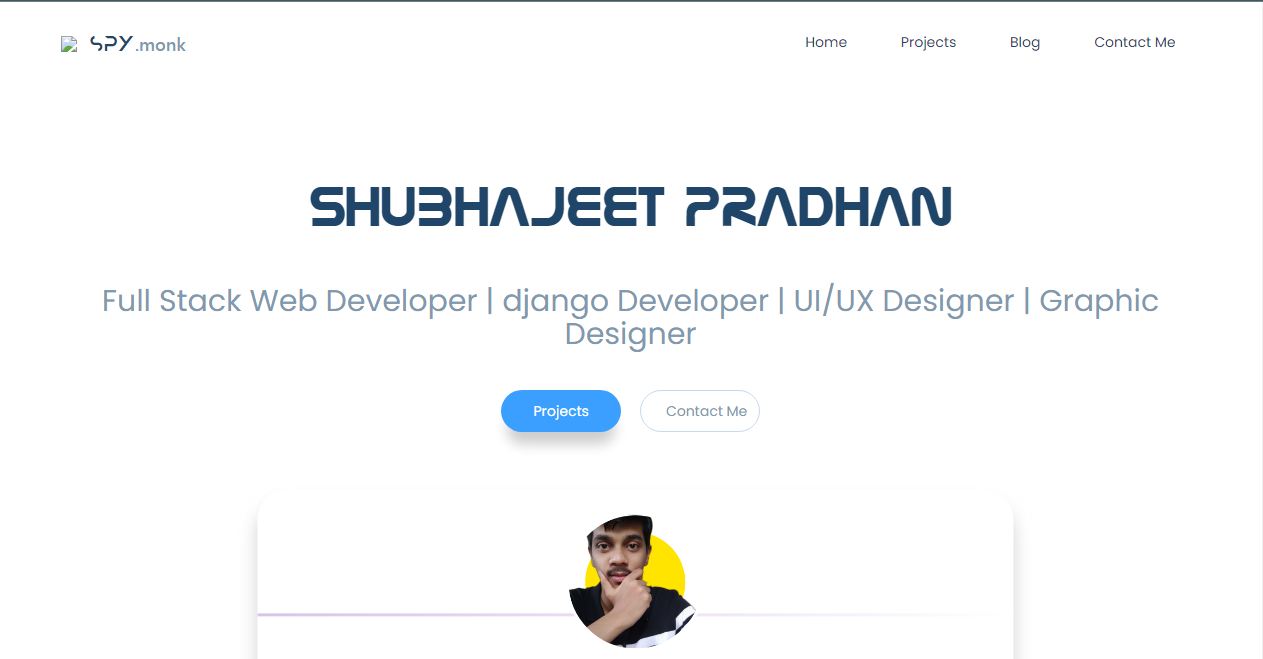 SPY.monk
Home Projects Blog Contact Me
SHUBHAJEET PRADHAN
Full Stack Web Developer | django Developer | UI/UX Designer | Graphic
Designer
Projects Contact Me